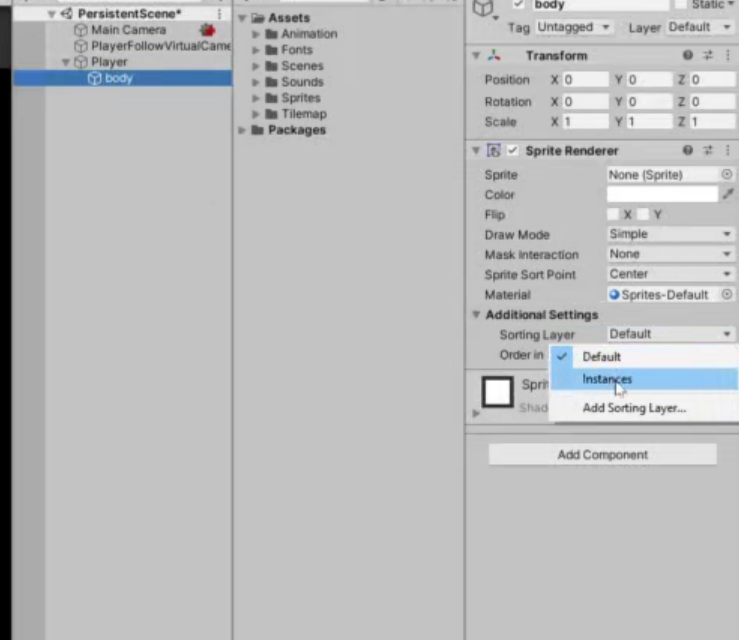 PersistentScene*
Main Camera
PlayerFollowVirtualCame
Player
body
Assets
Animation
Fonts
Scenes
Sounds
Sprites
Tilemap
Packages
body Static
Tag Untagged Layer Default
Transform
Position X 0 Y 0 Z 0
Rotation X 0 Y 0 Z 0
Scale X 1 Y 1 Z 1
Sprite Renderer
Sprite None (Sprite)
Color
Flip X Y
Draw Mode Simple
Mask Interaction None
Sprite Sort Point Center
Material Sprites-Default
Additional Settings
Sorting Layer Default
Order in
Default
Instances
Add Sorting Layer...
Spri
Shad
Add Component